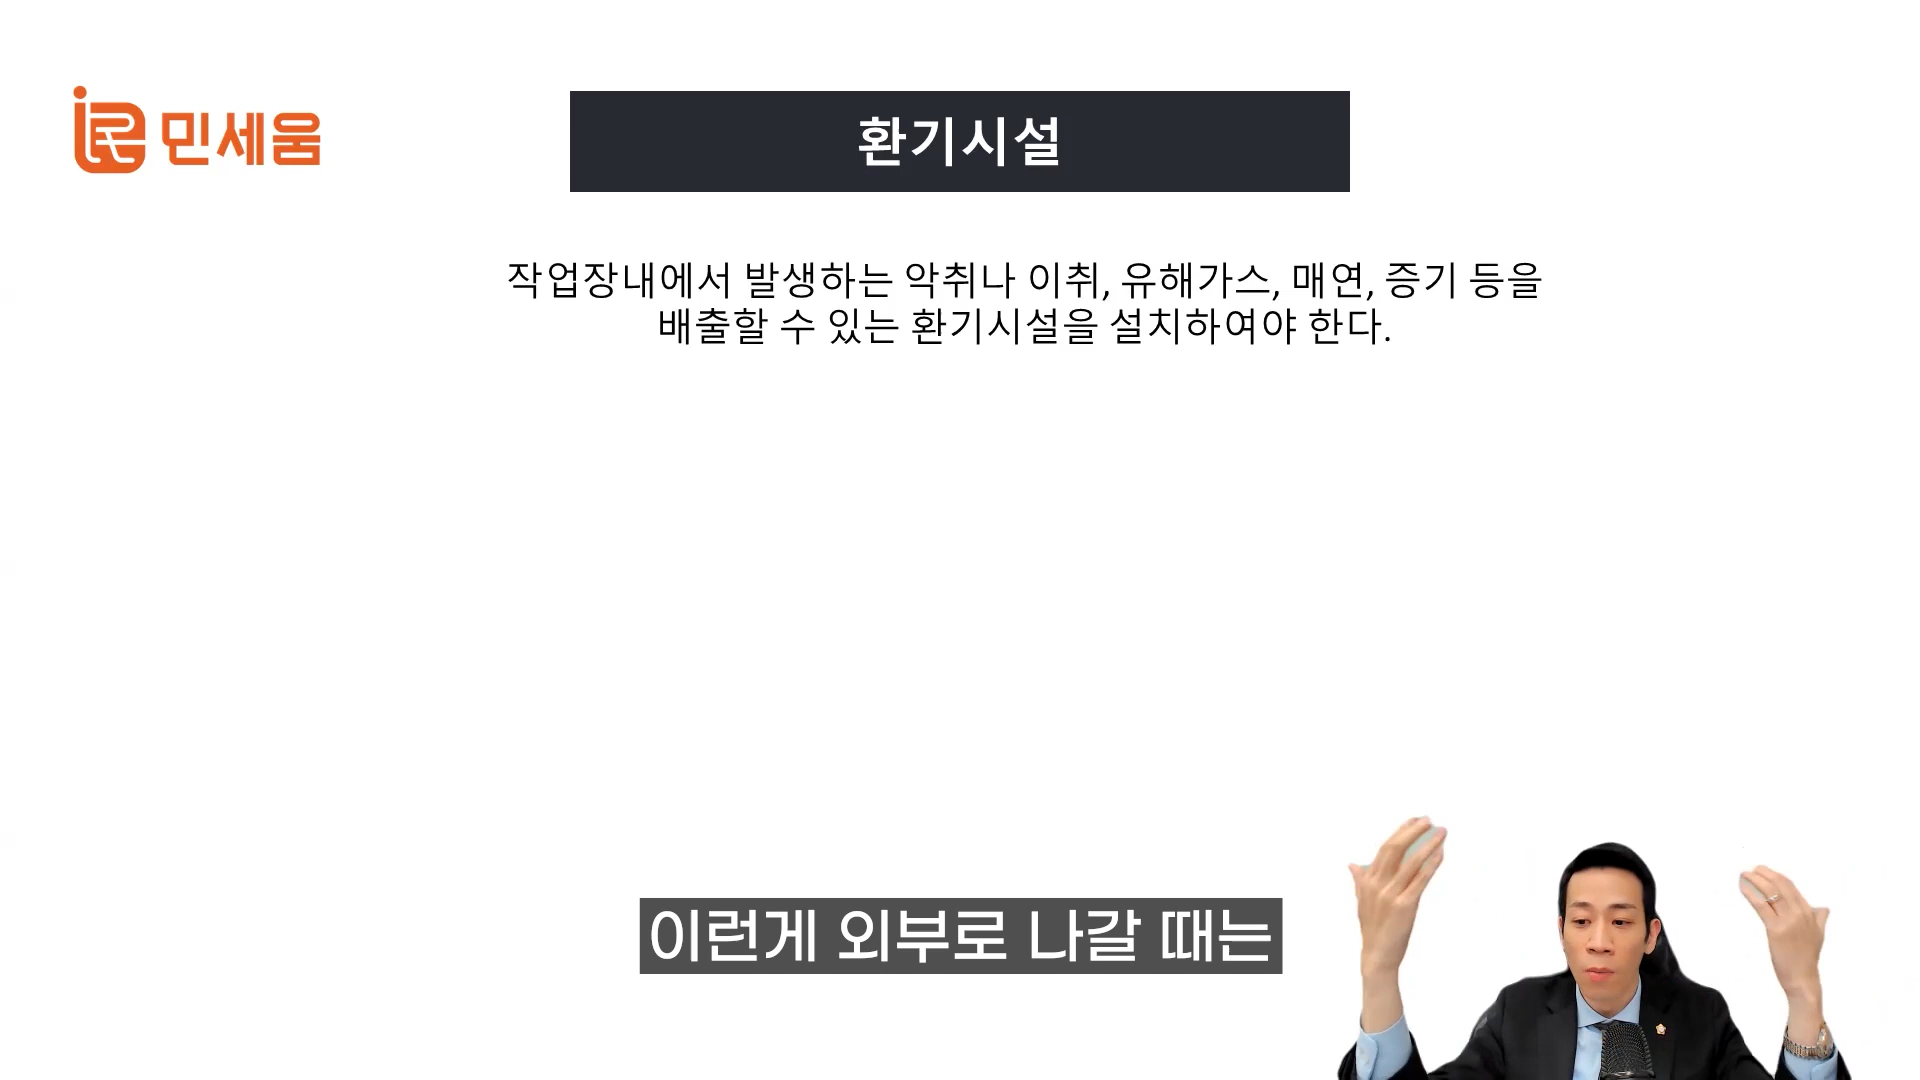 민세움
환기시설
작업장내에서 발생하는 악취나 이취, 유해가스, 매연, 증기 등을
배출할 수 있는 환기시설을 설치하여야 한다.
이런게 외부로 나갈 때는